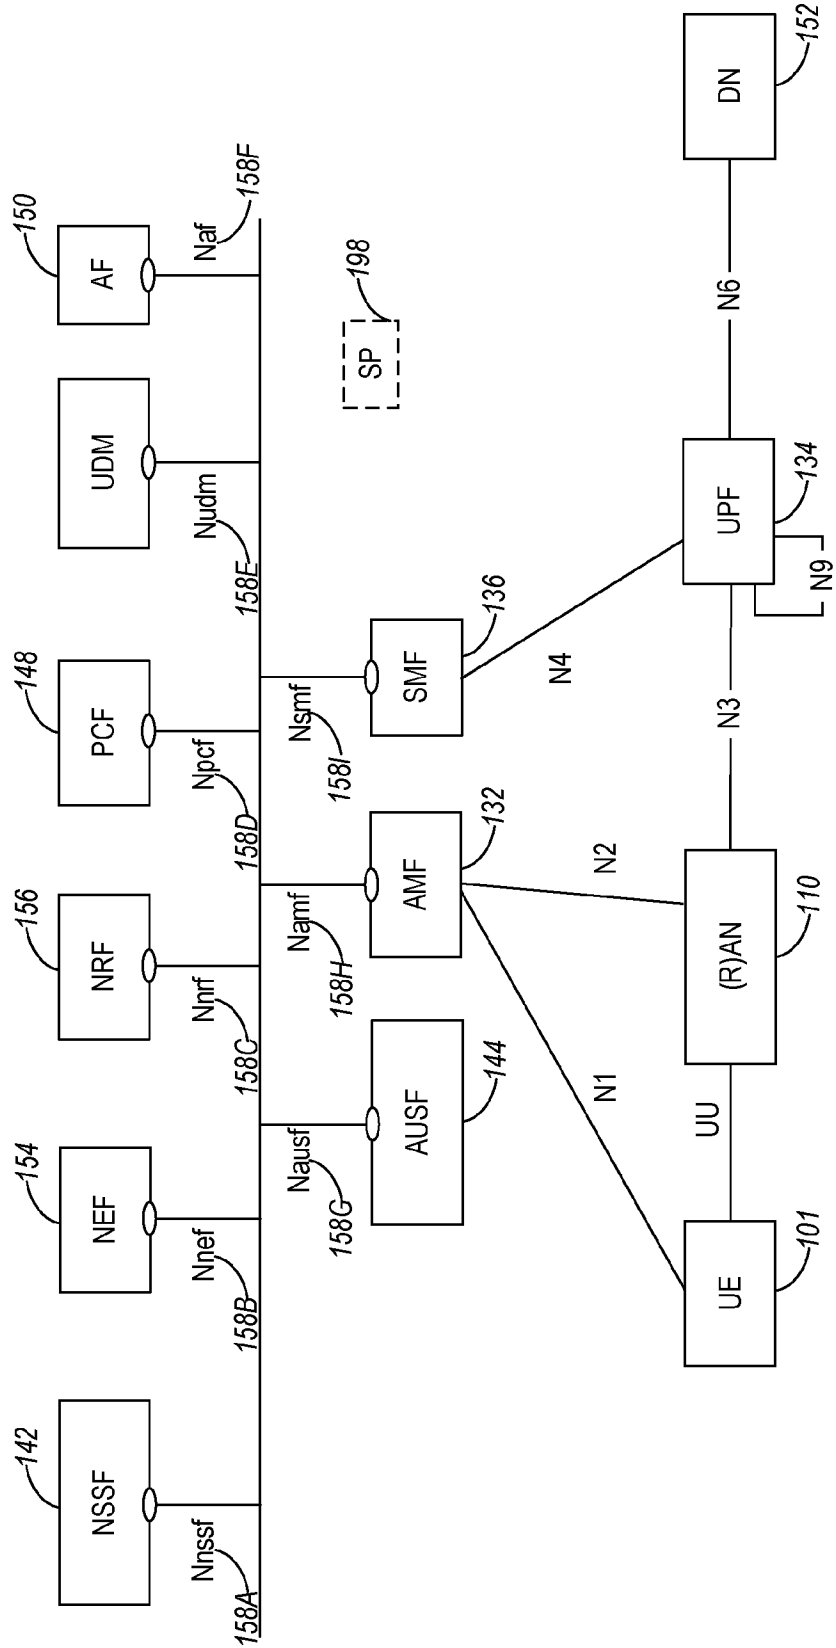 142
154
156
148
150
NSSF
NEF
NRF
PCF
UDM
AF
Nnssf
Nnef
Nnrf
Npcf
Nudm
Naf
158A
158B
158C
158D
158E
158F
Nausf
Namf
Nsmf
158G
158H
158I
SP
198
AUSF
AMF
SMF
144
132
136
N1
N2
N4
UE
UU
(R)AN
N3
UPF
N6
DN
101
110
134
152
N9